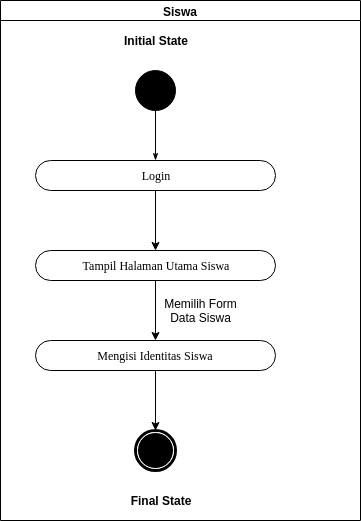 Siswa
Initial State
Login
Tampil Halaman Utama Siswa
Memilih Form
Data Siswa
Mengisi Identitas Siswa
Final State